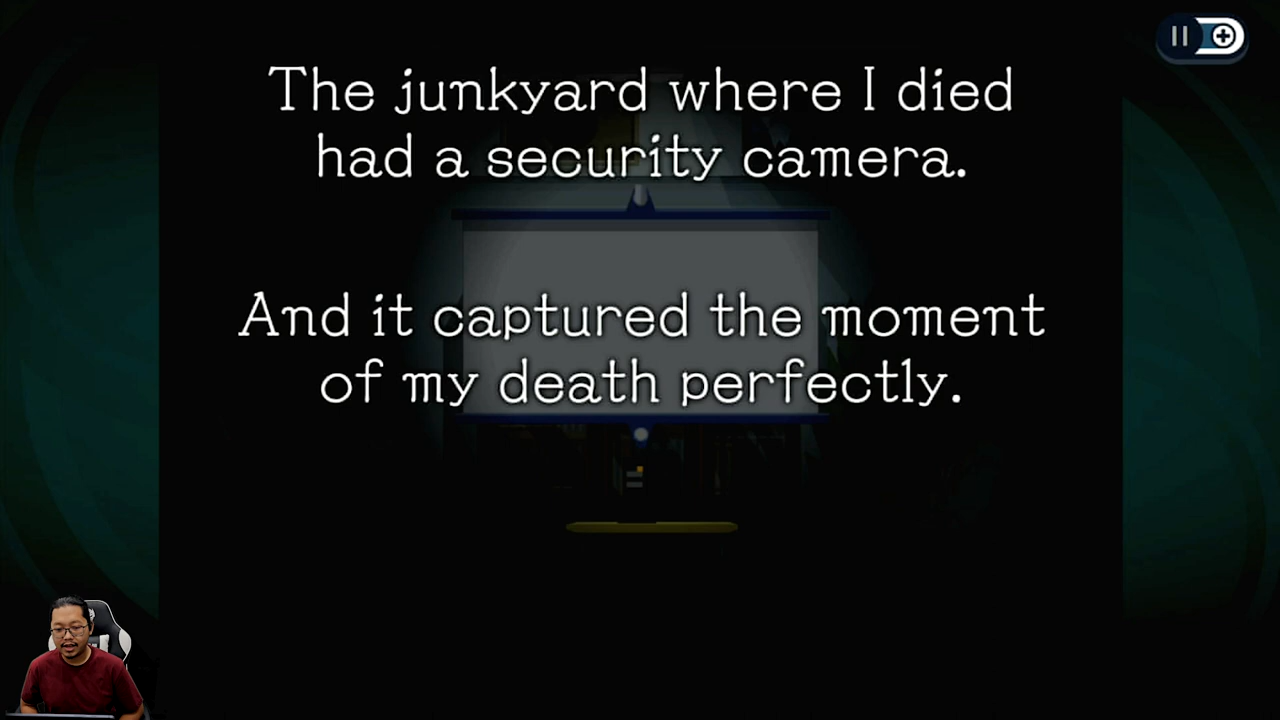 The junkyard where I died
had a security camera.
And it captured the moment
of my death perfectly.